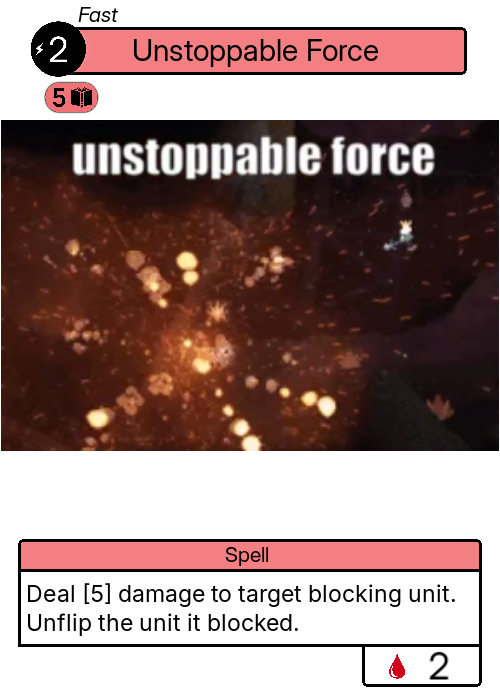 Fast
2
Unstoppable Force
5
unstoppable force
Spell
Deal [5] damage to target blocking unit.
Unflip the unit it blocked.
2